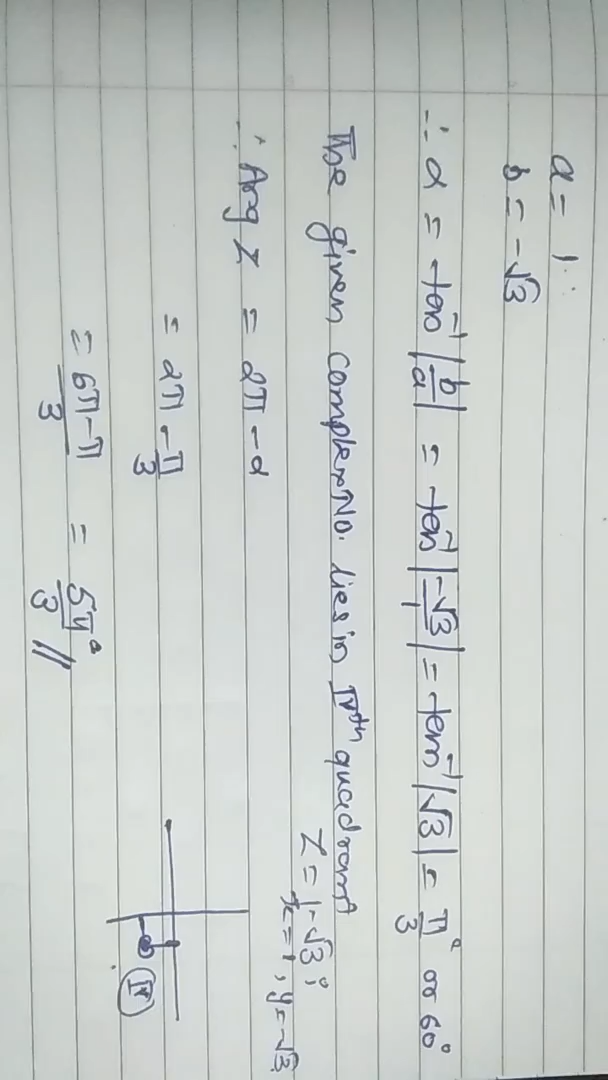 a = 1
b = -√3
∴ α = tan⁻¹|b/a| = tan⁻¹|-√3/1| = tan⁻¹|√3| = π/3 ᶜ or 60°
The given complex No. lies in IVth quadrant
Z = 1-√3i
x = 1, y = -√3
∴ Arg Z = 2π - α
= 2π - π/3
= 6π - π/3 = 5π/3 ᶜ //
IV